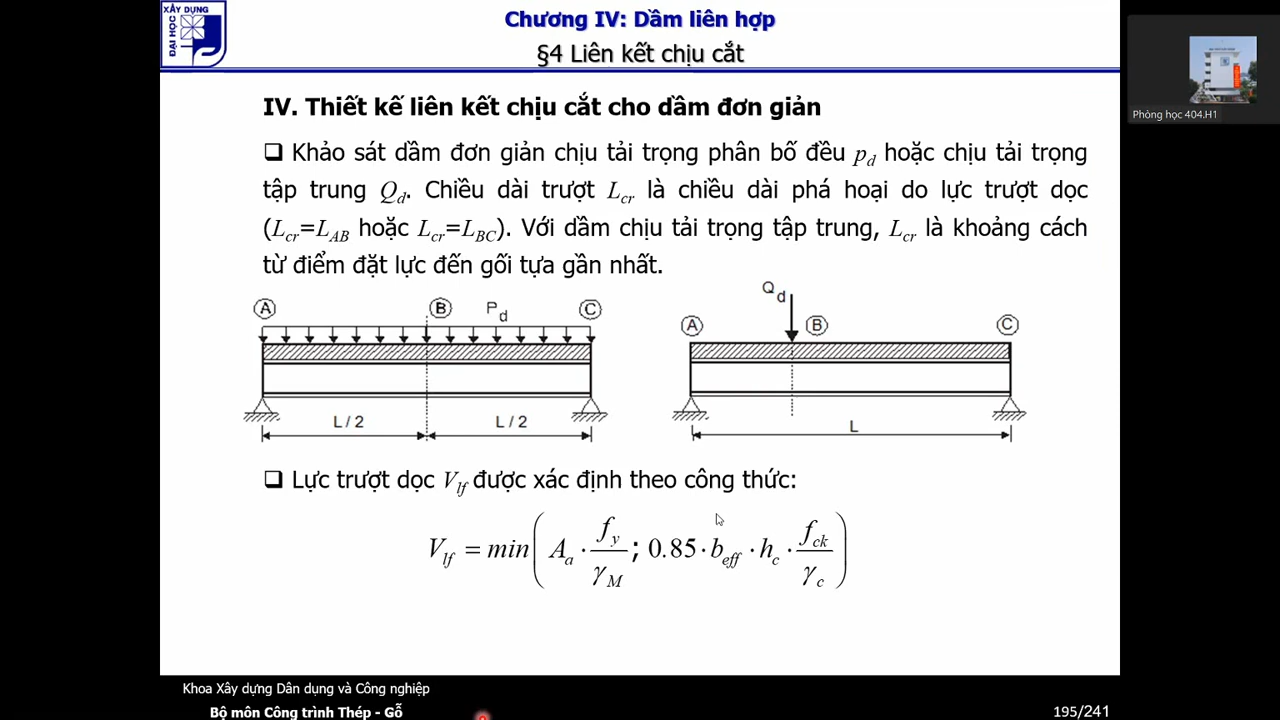 XÂY DỰNG
ĐẠI HỌC
Chương IV: Dầm liên hợp
§4 Liên kết chịu cắt
Phòng học 404.H1
IV. Thiết kế liên kết chịu cắt cho dầm đơn giản
❑ Khảo sát dầm đơn giản chịu tải trọng phân bố đều p_d hoặc chịu tải trọng
tập trung Q_d. Chiều dài trượt L_cr là chiều dài phá hoại do lực trượt dọc
(L_cr=L_AB hoặc L_cr=L_BC). Với dầm chịu tải trọng tập trung, L_cr là khoảng cách
từ điểm đặt lực đến gối tựa gần nhất.
A B P_d C
L / 2 L / 2
Q_d
A B C
L
❑ Lực trượt dọc V_lf được xác định theo công thức:
V_lf = min( A_a · f_y / γ_M ; 0.85 · b_eff · h_c · f_ck / γ_c )
Khoa Xây dựng Dân dụng và Công nghiệp
Bộ môn Công trình Thép - Gỗ
195/241